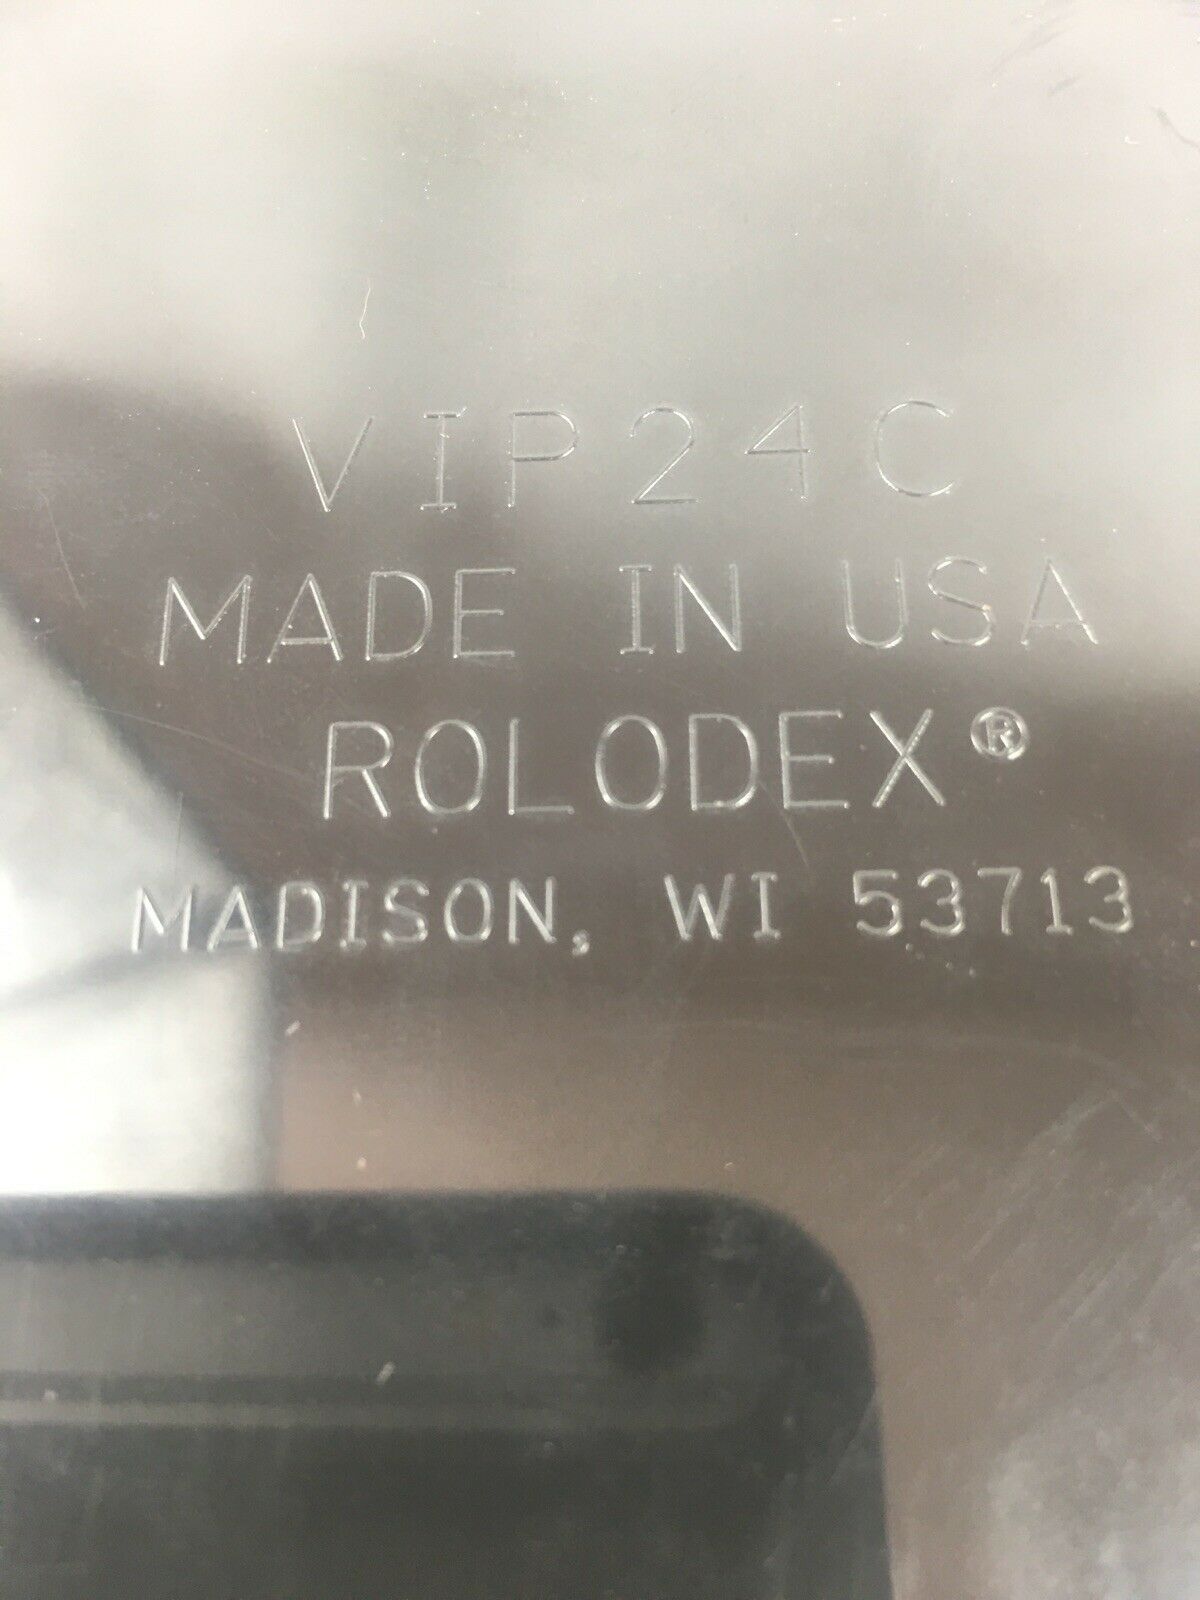 VIP24C
MADE IN USA
ROLODEX®
MADISON, WI 53713